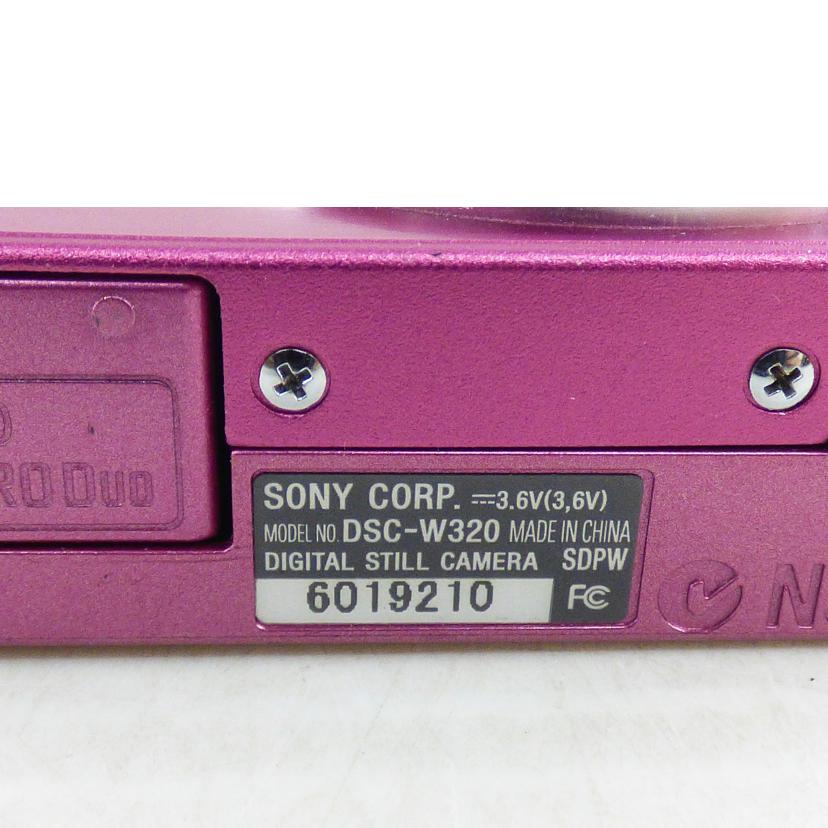 RO DUO
SONY CORP. ⎓3.6V(3,6V)
MODEL NO. DSC-W320 MADE IN CHINA
DIGITAL STILL CAMERA SDPW
6019210 FC